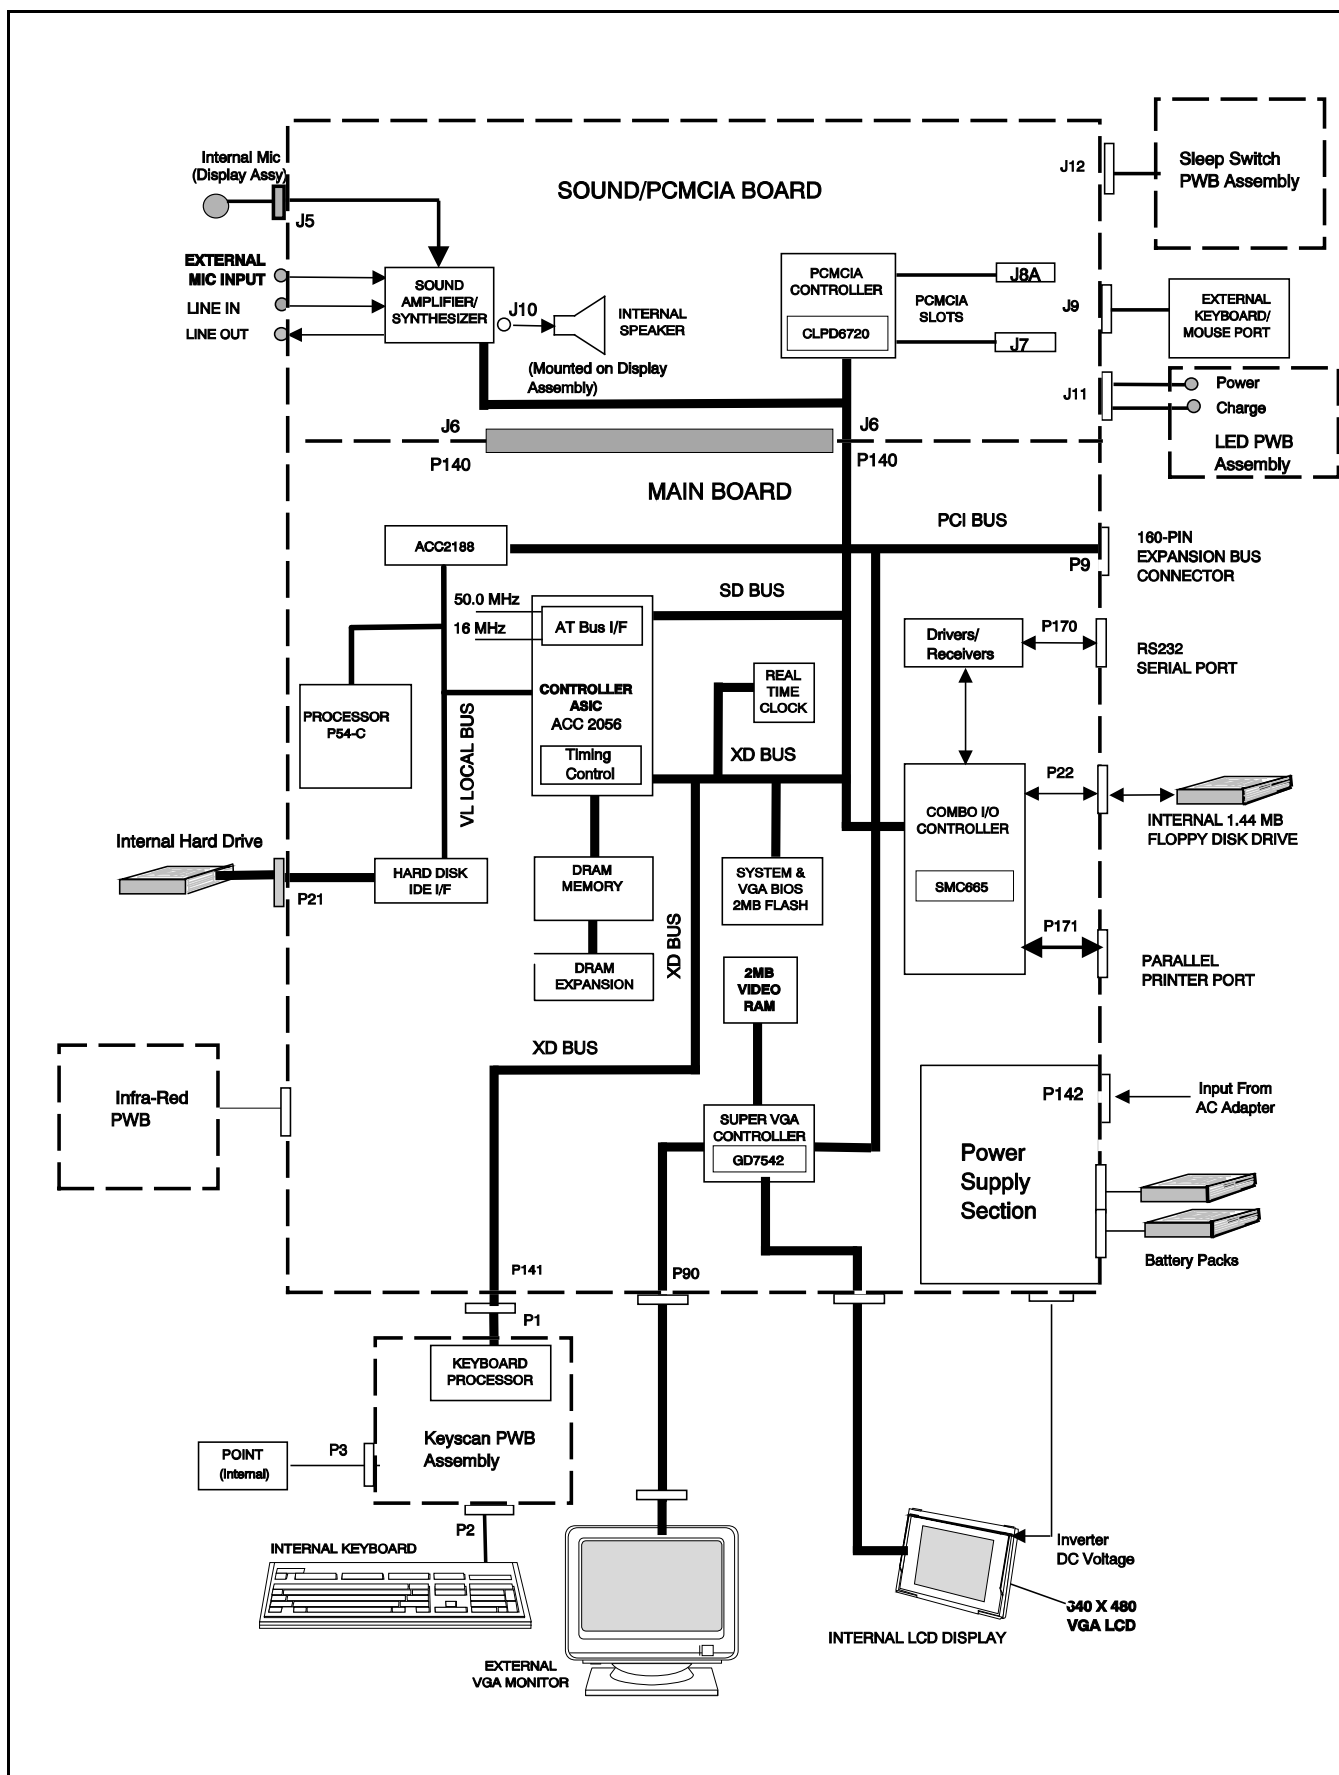 Internal Mic
(Display Assy)
J5
SOUND/PCMCIA BOARD
J12
Sleep Switch
PWB Assembly
EXTERNAL
MIC INPUT
LINE IN
LINE OUT
SOUND
AMPLIFIER/
SYNTHESIZER
J10
INTERNAL
SPEAKER
(Mounted on Display
Assembly)
PCMCIA
CONTROLLER
CLPD6720
J8A
PCMCIA
SLOTS
J7
J9
EXTERNAL
KEYBOARD/
MOUSE PORT
J11
Power
Charge
LED PWB
Assembly
J6
J6
P140
P140
MAIN BOARD
ACC2188
PCI BUS
P9
160-PIN
EXPANSION BUS
CONNECTOR
50.0 MHz
16 MHz
AT Bus I/F
SD BUS
CONTROLLER
ASIC
ACC 2056
Timing
Control
REAL
TIME
CLOCK
XD BUS
Drivers/
Receivers
P170
RS232
SERIAL PORT
PROCESSOR
P54-C
VL LOCAL BUS
COMBO I/O
CONTROLLER
SMC665
P22
INTERNAL 1.44 MB
FLOPPY DISK DRIVE
Internal Hard Drive
P21
HARD DISK
IDE I/F
DRAM
MEMORY
DRAM
EXPANSION
XD BUS
SYSTEM &
VGA BIOS
2MB FLASH
P171
PARALLEL
PRINTER PORT
2MB
VIDEO
RAM
XD BUS
Infra-Red
PWB
SUPER VGA
CONTROLLER
GD7542
P142
Input From
AC Adapter
Power
Supply
Section
Battery Packs
P141
P90
P1
KEYBOARD
PROCESSOR
Keyscan PWB
Assembly
POINT
(Internal)
P3
P2
INTERNAL KEYBOARD
EXTERNAL
VGA MONITOR
INTERNAL LCD DISPLAY
Inverter
DC Voltage
640 X 480
VGA LCD